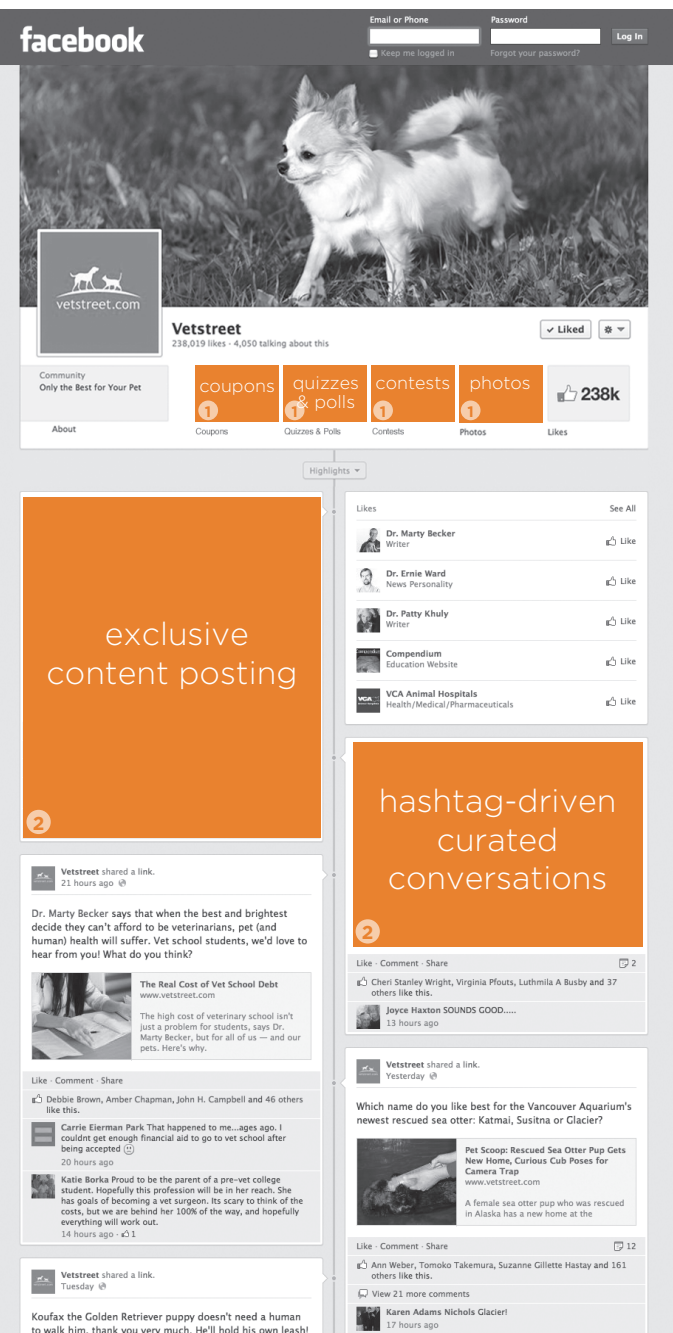 facebook
Email or Phone
Password
Log In
Keep me logged in
Forgot your password?
vetstreet.com
Vetstreet
238,019 likes · 4,050 talking about this
✓ Liked
Community
Only the Best for Your Pet
About
coupons
1
Coupons
quizzes
& polls
1
Quizzes & Polls
contests
1
Contests
photos
1
Photos
238k
Likes
Highlights
exclusive
content posting
2
Likes
See All
Dr. Marty Becker
Writer
Like
Dr. Ernie Ward
News Personality
Like
Dr. Patty Khuly
Writer
Like
Compendium
Education Website
Like
VCA
VCA Animal Hospitals
Health/Medical/Pharmaceuticals
Like
hashtag-driven
curated
conversations
2
Like · Comment · Share
2
Cheri Stanley Wright, Virginia Pfouts, Luthmila A Busby and 37
others like this.
Joyce Haxton SOUNDS GOOD.....
13 hours ago
Vetstreet shared a link.
21 hours ago
Dr. Marty Becker says that when the best and brightest
decide they can't afford to be veterinarians, pet (and
human) health will suffer. Vet school students, we'd love to
hear from you! What do you think?
The Real Cost of Vet School Debt
www.vetstreet.com
The high cost of veterinary school isn't
just a problem for students, says Dr.
Marty Becker, but for all of us — and our
pets. Here's why.
Like · Comment · Share
Debbie Brown, Amber Chapman, John H. Campbell and 46 others
like this.
Carrie Eierman Park That happened to me...ages ago. I
couldnt get enough financial aid to go to vet school after
being accepted
20 hours ago
Katie Borka Proud to be the parent of a pre-vet college
student. Hopefully this profession will be in her reach. She
has goals of becoming a vet surgeon. Its scary to think of the
costs, but we are behind her 100% of the way, and hopefully
everything will work out.
14 hours ago · 1
Vetstreet shared a link.
Yesterday
Which name do you like best for the Vancouver Aquarium's
newest rescued sea otter: Katmai, Susitna or Glacier?
Pet Scoop: Rescued Sea Otter Pup Gets
New Home, Curious Cub Poses for
Camera Trap
www.vetstreet.com
A female sea otter pup who was rescued
in Alaska has a new home at the
Like · Comment · Share
12
Ann Weber, Tomoko Takemura, Suzanne Gillette Hastay and 161
others like this.
View 21 more comments
Karen Adams Nichols Glacier!
17 hours ago
Vetstreet shared a link.
Tuesday
Koufax the Golden Retriever puppy doesn't need a human
to walk him, thank you very much. He'll hold his own leash!